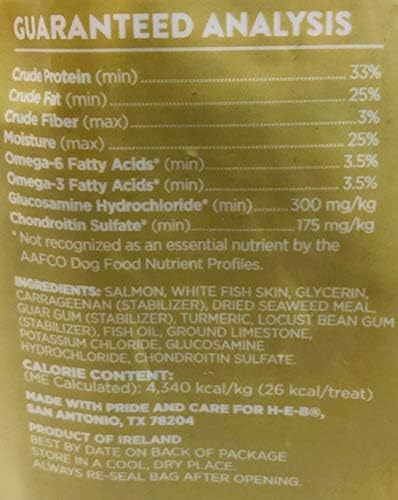 GUARANTEED ANALYSIS
Crude Protein (min) 33%
Crude Fat (min) 25%
Crude Fiber (max) 3%
Moisture (max) 25%
Omega-6 Fatty Acids* (min) 3.5%
Omega-3 Fatty Acids* (min) 3.5%
Glucosamine Hydrochloride* (min) 300 mg/kg
Chondroitin Sulfate* (min) 175 mg/kg
*Not recognized as an essential nutrient by the
AAFCO Dog Food Nutrient Profiles.
INGREDIENTS: SALMON, WHITE FISH SKIN, GLYCERIN,
CARRAGEENAN (STABILIZER), DRIED SEAWEED MEAL,
GUAR GUM (STABILIZER), TURMERIC, LOCUST BEAN GUM
(STABILIZER), FISH OIL, GROUND LIMESTONE,
POTASSIUM CHLORIDE, GLUCOSAMINE
HYDROCHLORIDE, CHONDROITIN SULFATE.
CALORIE CONTENT:
(ME Calculated): 4,340 kcal/kg (26 kcal/treat)
MADE WITH PRIDE AND CARE FOR H-E-B®,
SAN ANTONIO, TX 78204
PRODUCT OF IRELAND
BEST BY DATE ON BACK OF PACKAGE
STORE IN A COOL, DRY PLACE.
ALWAYS RE-SEAL BAG AFTER OPENING.